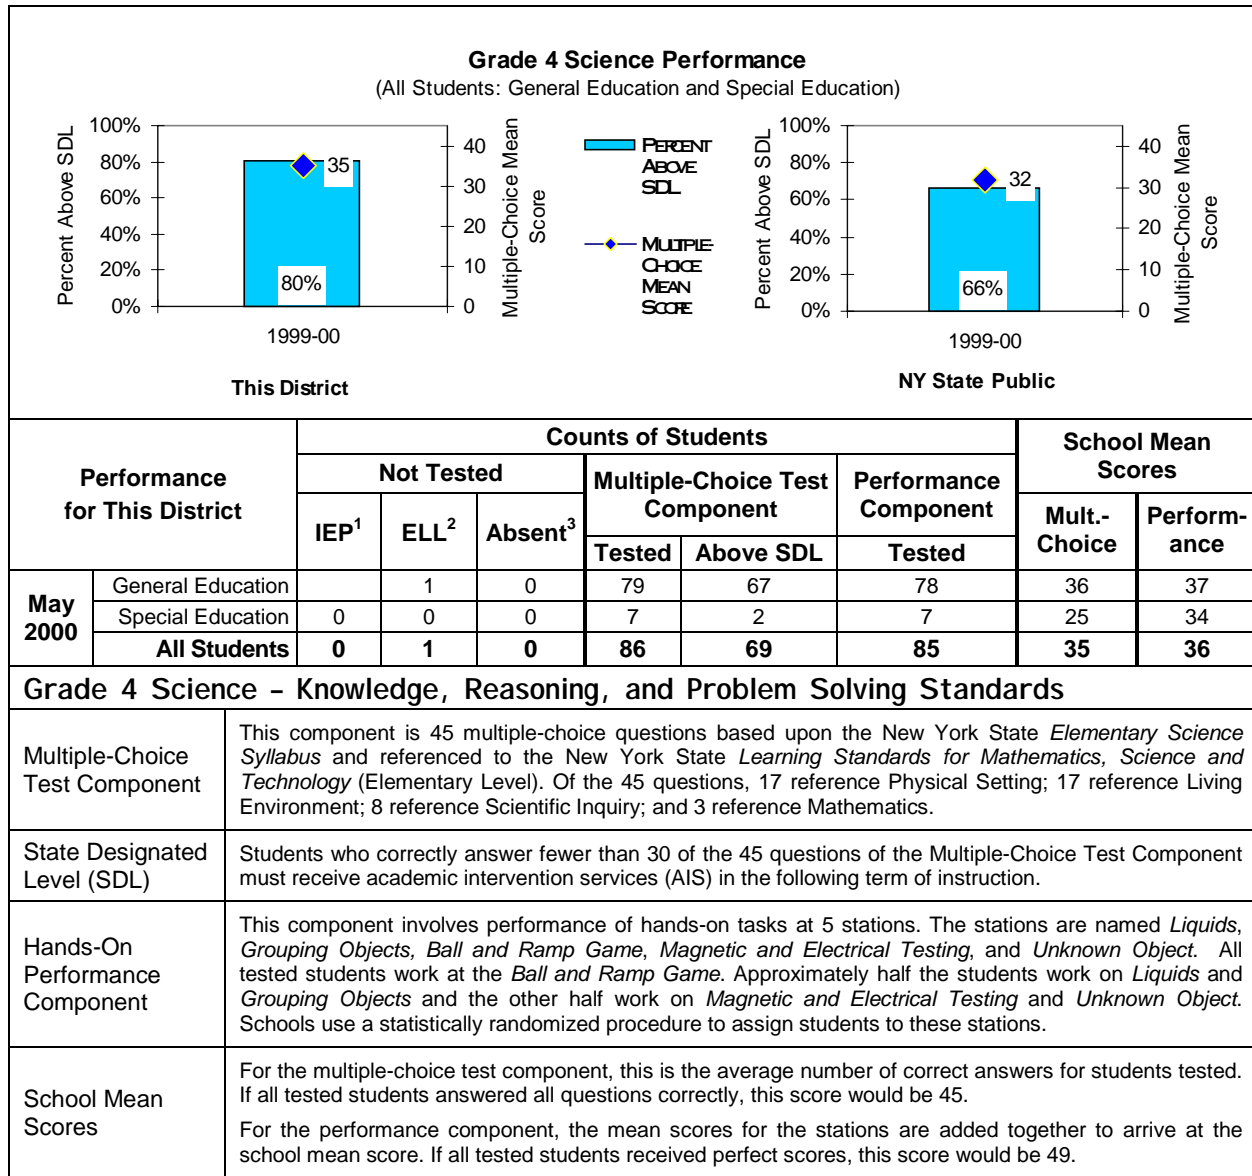 Grade 4 Science Performance
(All Students: General Education and Special Education)
100%
80%
60%
40%
20%
0%
Percent Above SDL
35
80%
40
30
20
10
0
Multiple-Choice Mean
Score
1999-00
This District
PERCENT
ABOVE
SDL
MULTIPLE-
CHOICE
MEAN
SCORE
100%
80%
60%
40%
20%
0%
Percent Above SDL
32
66%
40
30
20
10
0
Multiple-Choice Mean
Score
1999-00
NY State Public
Performance
for This District
Counts of Students
School Mean
Scores
Not Tested
Multiple-Choice Test
Component
Performance
Component
IEP1 ELL2 Absent3
Tested Above SDL Tested
Mult.-
Choice
Perform-
ance
May
2000
General Education 1 0 79 67 78 36 37
Special Education 0 0 0 7 2 7 25 34
All Students 0 1 0 86 69 85 35 36
Grade 4 Science – Knowledge, Reasoning, and Problem Solving Standards
Multiple-Choice
Test Component
This component is 45 multiple-choice questions based upon the New York State Elementary Science
Syllabus and referenced to the New York State Learning Standards for Mathematics, Science and
Technology (Elementary Level). Of the 45 questions, 17 reference Physical Setting; 17 reference Living
Environment; 8 reference Scientific Inquiry; and 3 reference Mathematics.
State Designated
Level (SDL)
Students who correctly answer fewer than 30 of the 45 questions of the Multiple-Choice Test Component
must receive academic intervention services (AIS) in the following term of instruction.
Hands-On
Performance
Component
This component involves performance of hands-on tasks at 5 stations. The stations are named Liquids,
Grouping Objects, Ball and Ramp Game, Magnetic and Electrical Testing, and Unknown Object. All
tested students work at the Ball and Ramp Game. Approximately half the students work on Liquids and
Grouping Objects and the other half work on Magnetic and Electrical Testing and Unknown Object.
Schools use a statistically randomized procedure to assign students to these stations.
School Mean
Scores
For the multiple-choice test component, this is the average number of correct answers for students tested.
If all tested students answered all questions correctly, this score would be 45.
For the performance component, the mean scores for the stations are added together to arrive at the
school mean score. If all tested students received perfect scores, this score would be 49.